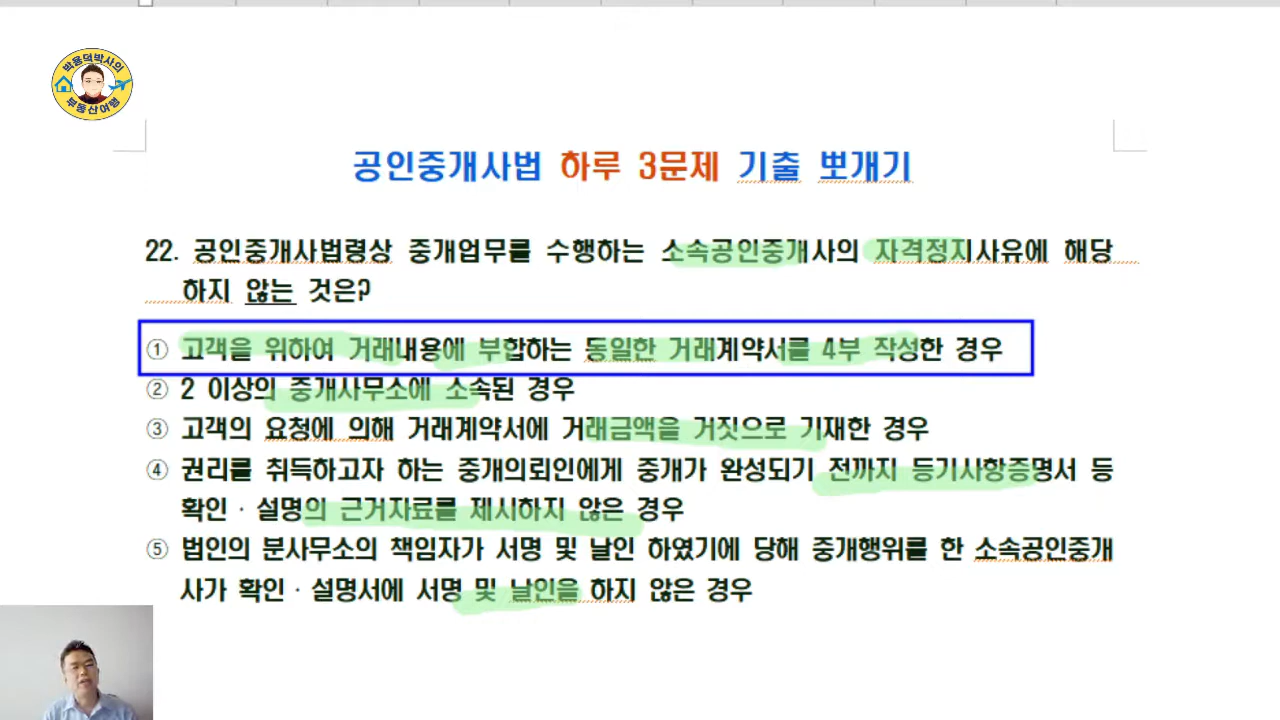 박용덕박사의
부동산여행
공인중개사법 하루 3문제 기출 뽀개기
22. 공인중개사법령상 중개업무를 수행하는 소속공인중개사의 자격정지사유에 해당
하지 않는 것은?
① 고객을 위하여 거래내용에 부합하는 동일한 거래계약서를 4부 작성한 경우
② 2 이상의 중개사무소에 소속된 경우
③ 고객의 요청에 의해 거래계약서에 거래금액을 거짓으로 기재한 경우
④ 권리를 취득하고자 하는 중개의뢰인에게 중개가 완성되기 전까지 등기사항증명서 등
확인·설명의 근거자료를 제시하지 않은 경우
⑤ 법인의 분사무소의 책임자가 서명 및 날인 하였기에 당해 중개행위를 한 소속공인중개
사가 확인·설명서에 서명 및 날인을 하지 않은 경우